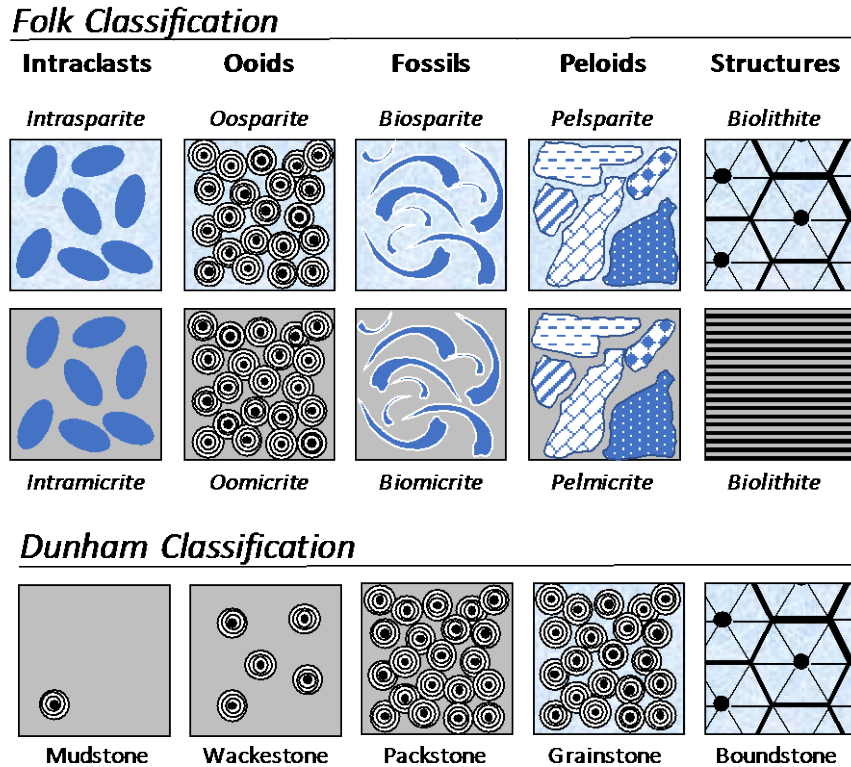 Folk Classification
Intraclasts Ooids Fossils Peloids Structures
Intrasparite Oosparite Biosparite Pelsparite Biolithite
Intramicrite Oomicrite Biomicrite Pelmicrite Biolithite
Dunham Classification
Mudstone Wackestone Packstone Grainstone Boundstone